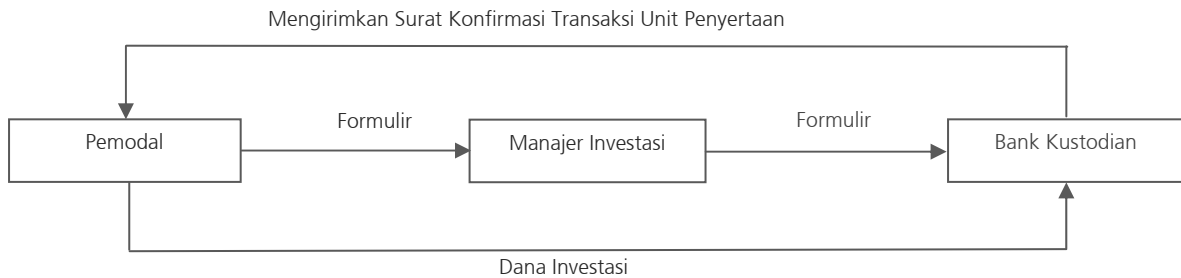 Mengirimkan Surat Konfirmasi Transaksi Unit Penyertaan
Formulir
Formulir
Pemodal
Manajer Investasi
Bank Kustodian
Dana Investasi